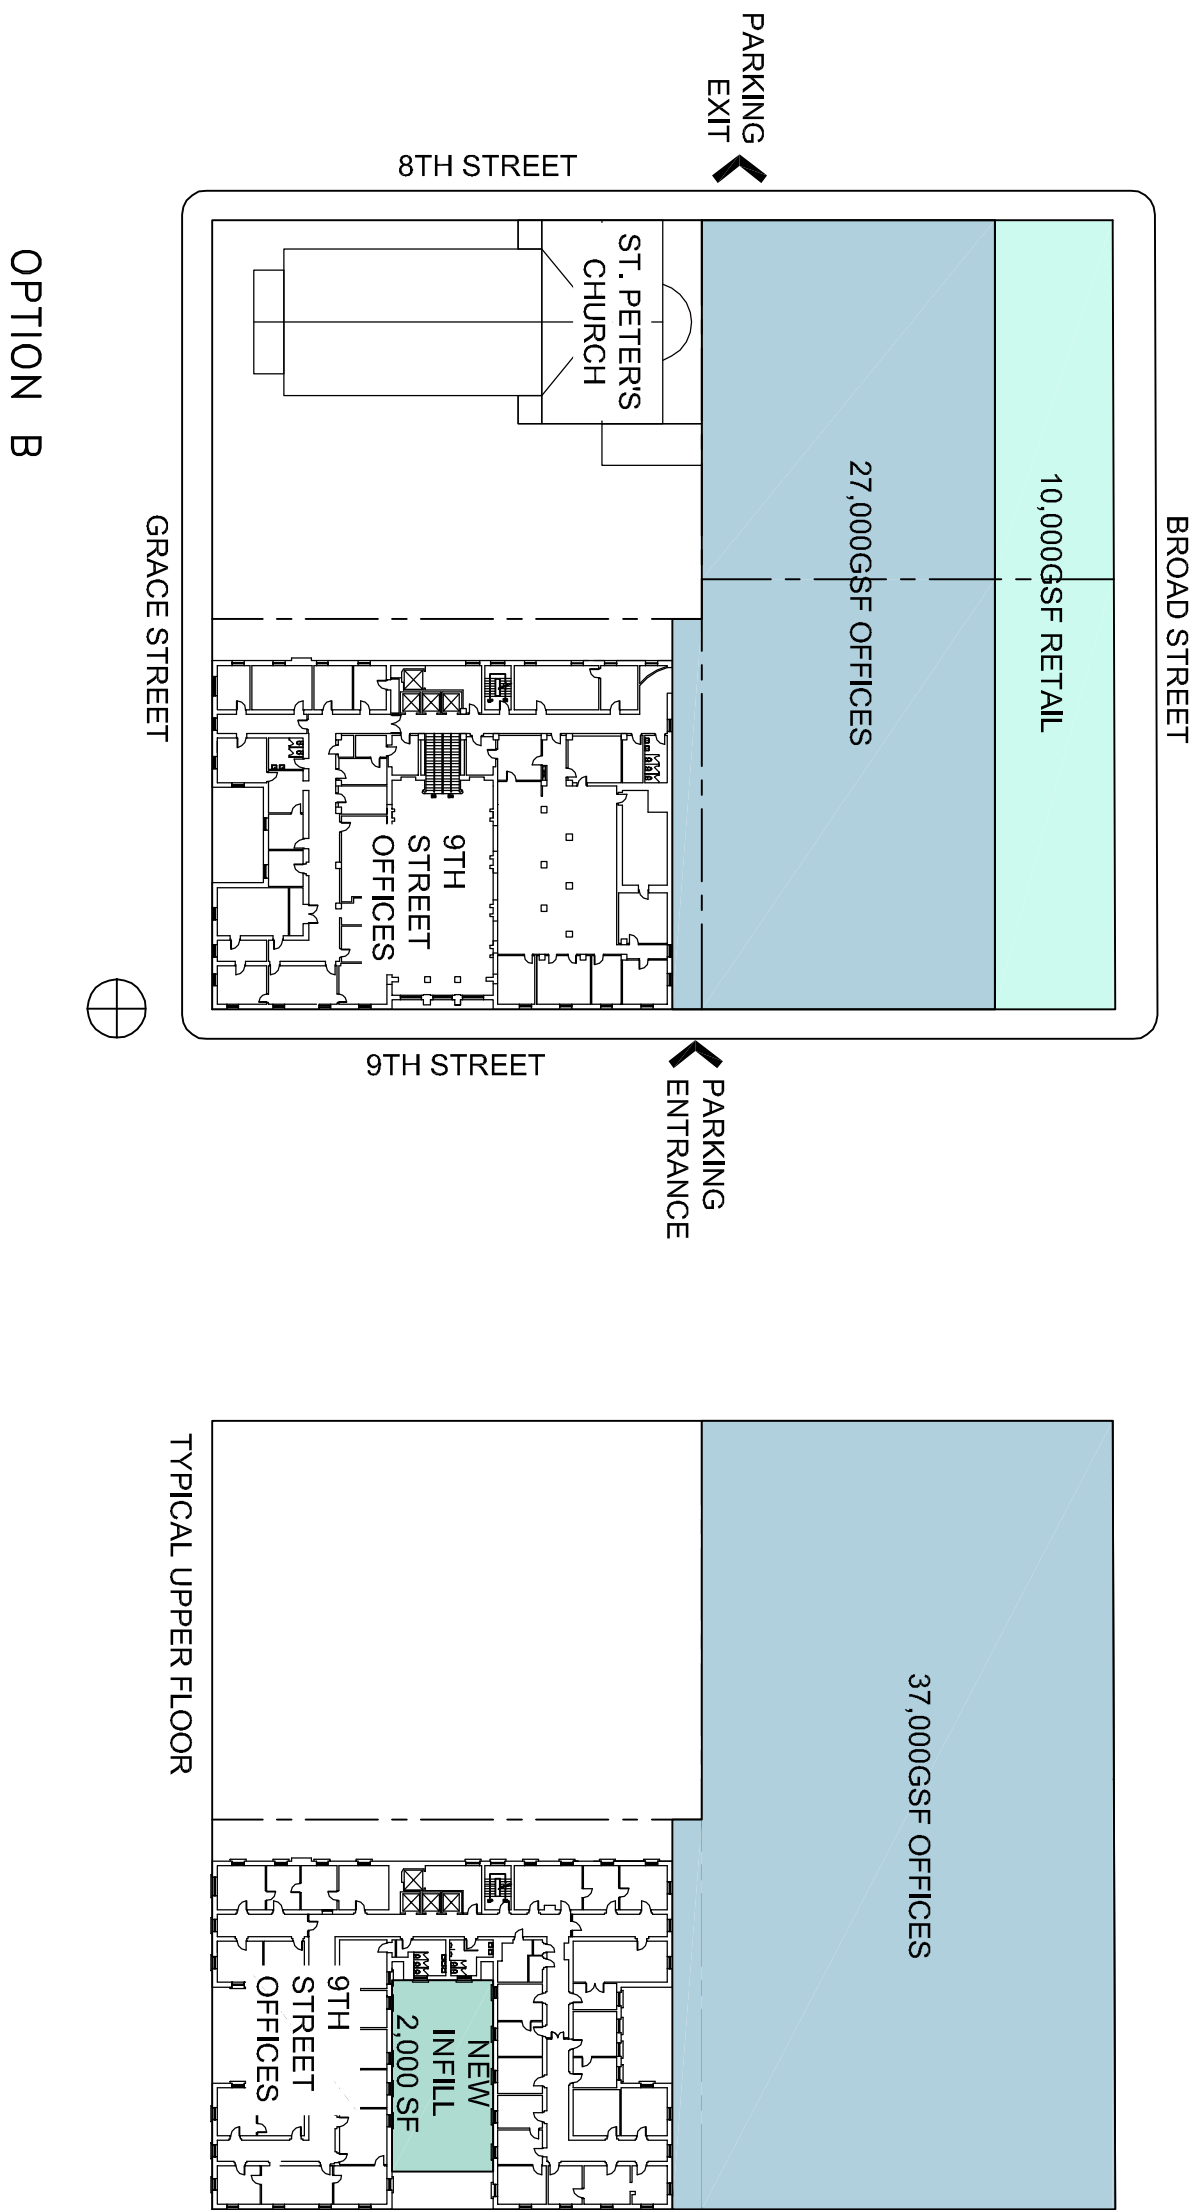 BROAD STREET
10,000GSF RETAIL
27,000GSF OFFICES
PARKING
EXIT
8TH STREET
ST. PETER'S
CHURCH
9TH
STREET
OFFICES
PARKING
ENTRANCE
9TH STREET
GRACE STREET
OPTION B
37,000GSF OFFICES
NEW
INFILL
2,000 SF
9TH
STREET
OFFICES
TYPICAL UPPER FLOOR